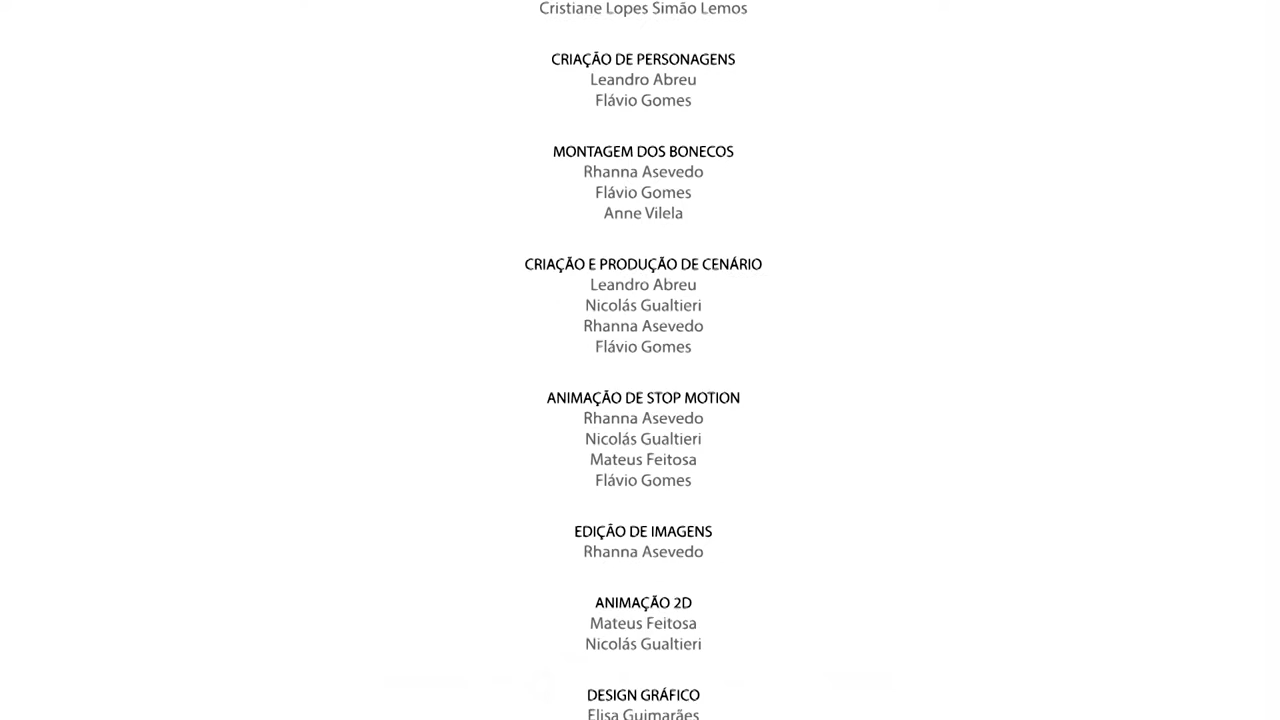 Cristiane Lopes Simão Lemos
CRIAÇÃO DE PERSONAGENS
Leandro Abreu
Flávio Gomes
MONTAGEM DOS BONECOS
Rhanna Asevedo
Flávio Gomes
Anne Vilela
CRIAÇÃO E PRODUÇÃO DE CENÁRIO
Leandro Abreu
Nicolás Gualtieri
Rhanna Asevedo
Flávio Gomes
ANIMAÇÃO DE STOP MOTION
Rhanna Asevedo
Nicolás Gualtieri
Mateus Feitosa
Flávio Gomes
EDIÇÃO DE IMAGENS
Rhanna Asevedo
ANIMAÇÃO 2D
Mateus Feitosa
Nicolás Gualtieri
DESIGN GRÁFICO
Elisa Guimarães